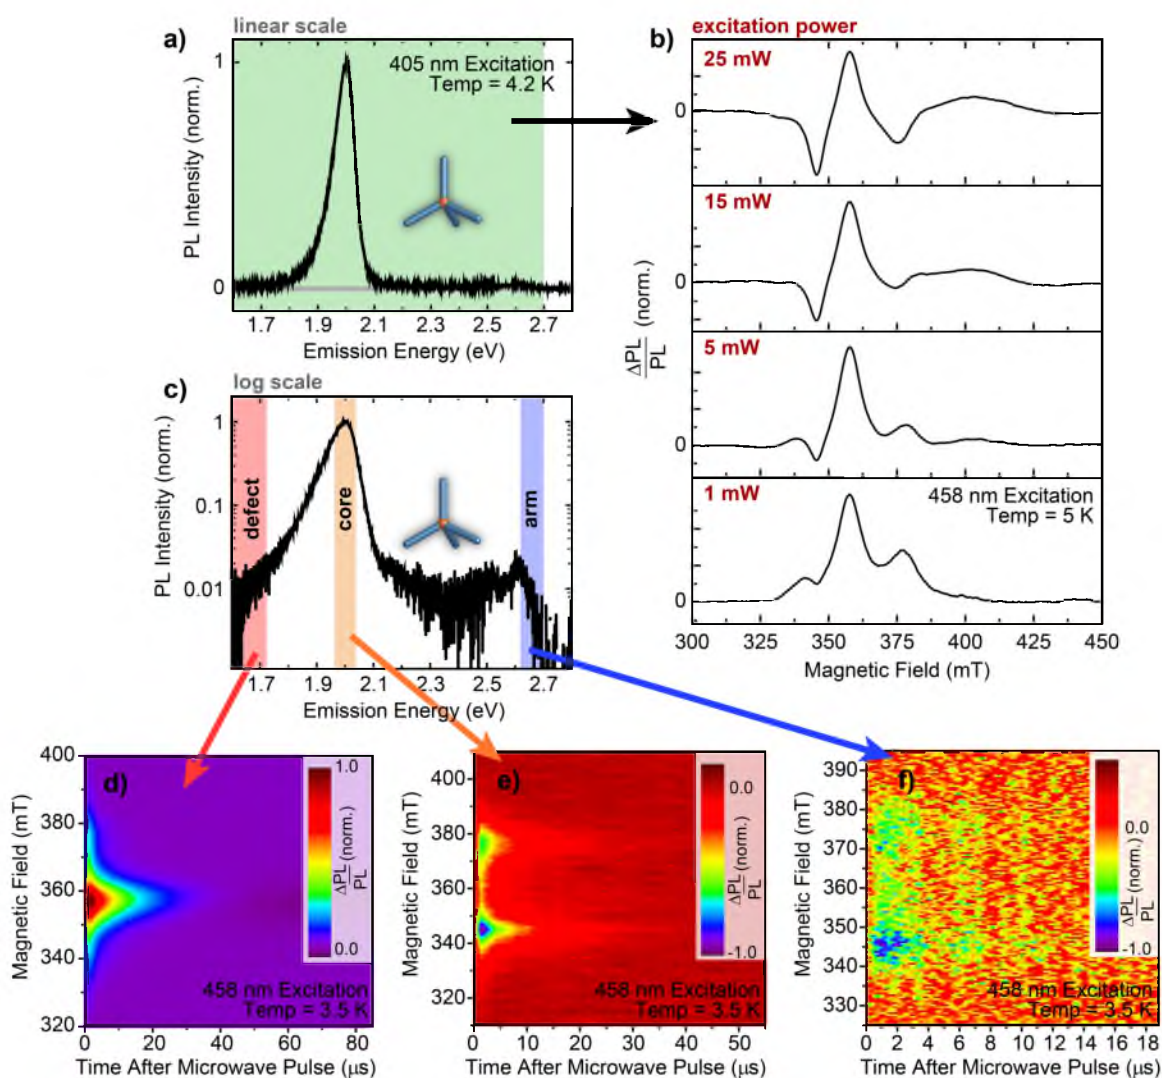 linear scale
a)
405 nm Excitation
Temp = 4.2 K
PL Intensity (norm.)
1
0
1.7 1.9 2.1 2.3 2.5 2.7
Emission Energy (eV)
b)
excitation power
25 mW
0
15 mW
0
5 mW
0
1 mW
458 nm Excitation
Temp = 5 K
0
ΔPL
PL
(norm.)
300 325 350 375 400 425 450
Magnetic Field (mT)
log scale
c)
PL Intensity (norm.)
1
0.1
0.01
defect
core
arm
1.7 1.9 2.1 2.3 2.5 2.7
Emission Energy (eV)
d)
Magnetic Field (mT)
400
380
360
340
320
1.0
ΔPL
PL
(norm.)
0.0
458 nm Excitation
Temp = 3.5 K
0 20 40 60 80
Time After Microwave Pulse (µs)
e)
Magnetic Field (mT)
400
380
360
340
320
0.0
ΔPL
PL
(norm.)
-1.0
458 nm Excitation
Temp = 3.5 K
0 10 20 30 40 50
Time After Microwave Pulse (µs)
f)
Magnetic Field (mT)
390
380
370
360
350
340
330
0.0
ΔPL
PL
(norm.)
-1.0
458 nm Excitation
Temp = 3.5 K
0 2 4 6 8 10 12 14 16 18
Time After Microwave Pulse (µs)